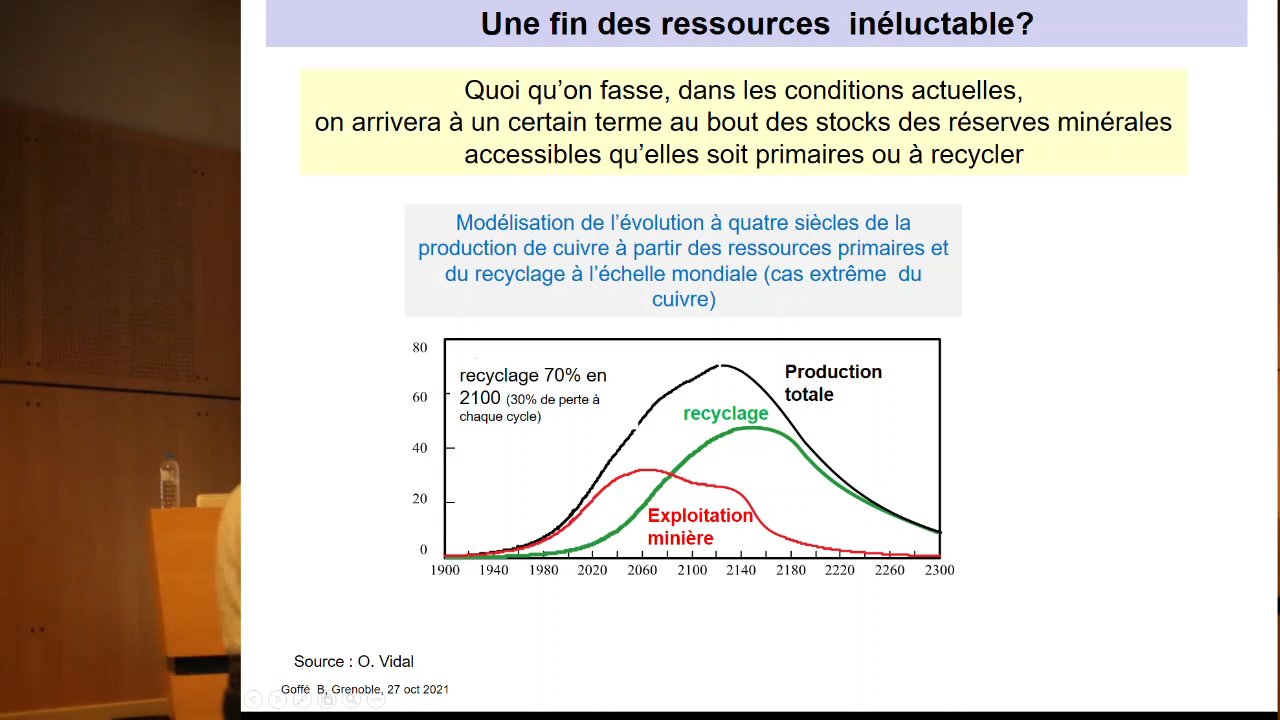 Une fin des ressources inéluctable?
Quoi qu'on fasse, dans les conditions actuelles,
on arrivera à un certain terme au bout des stocks des réserves minérales
accessibles qu'elles soit primaires ou à recycler
Modélisation de l'évolution à quatre siècles de la
production de cuivre à partir des ressources primaires et
du recyclage à l'échelle mondiale (cas extrême du
cuivre)
80
60
40
20
0
recyclage 70% en
2100 (30% de perte à
chaque cycle)
Production
totale
recyclage
Exploitation
minière
1900 1940 1980 2020 2060 2100 2140 2180 2220 2260 2300
Source : O. Vidal
Goffé B, Grenoble, 27 oct 2021